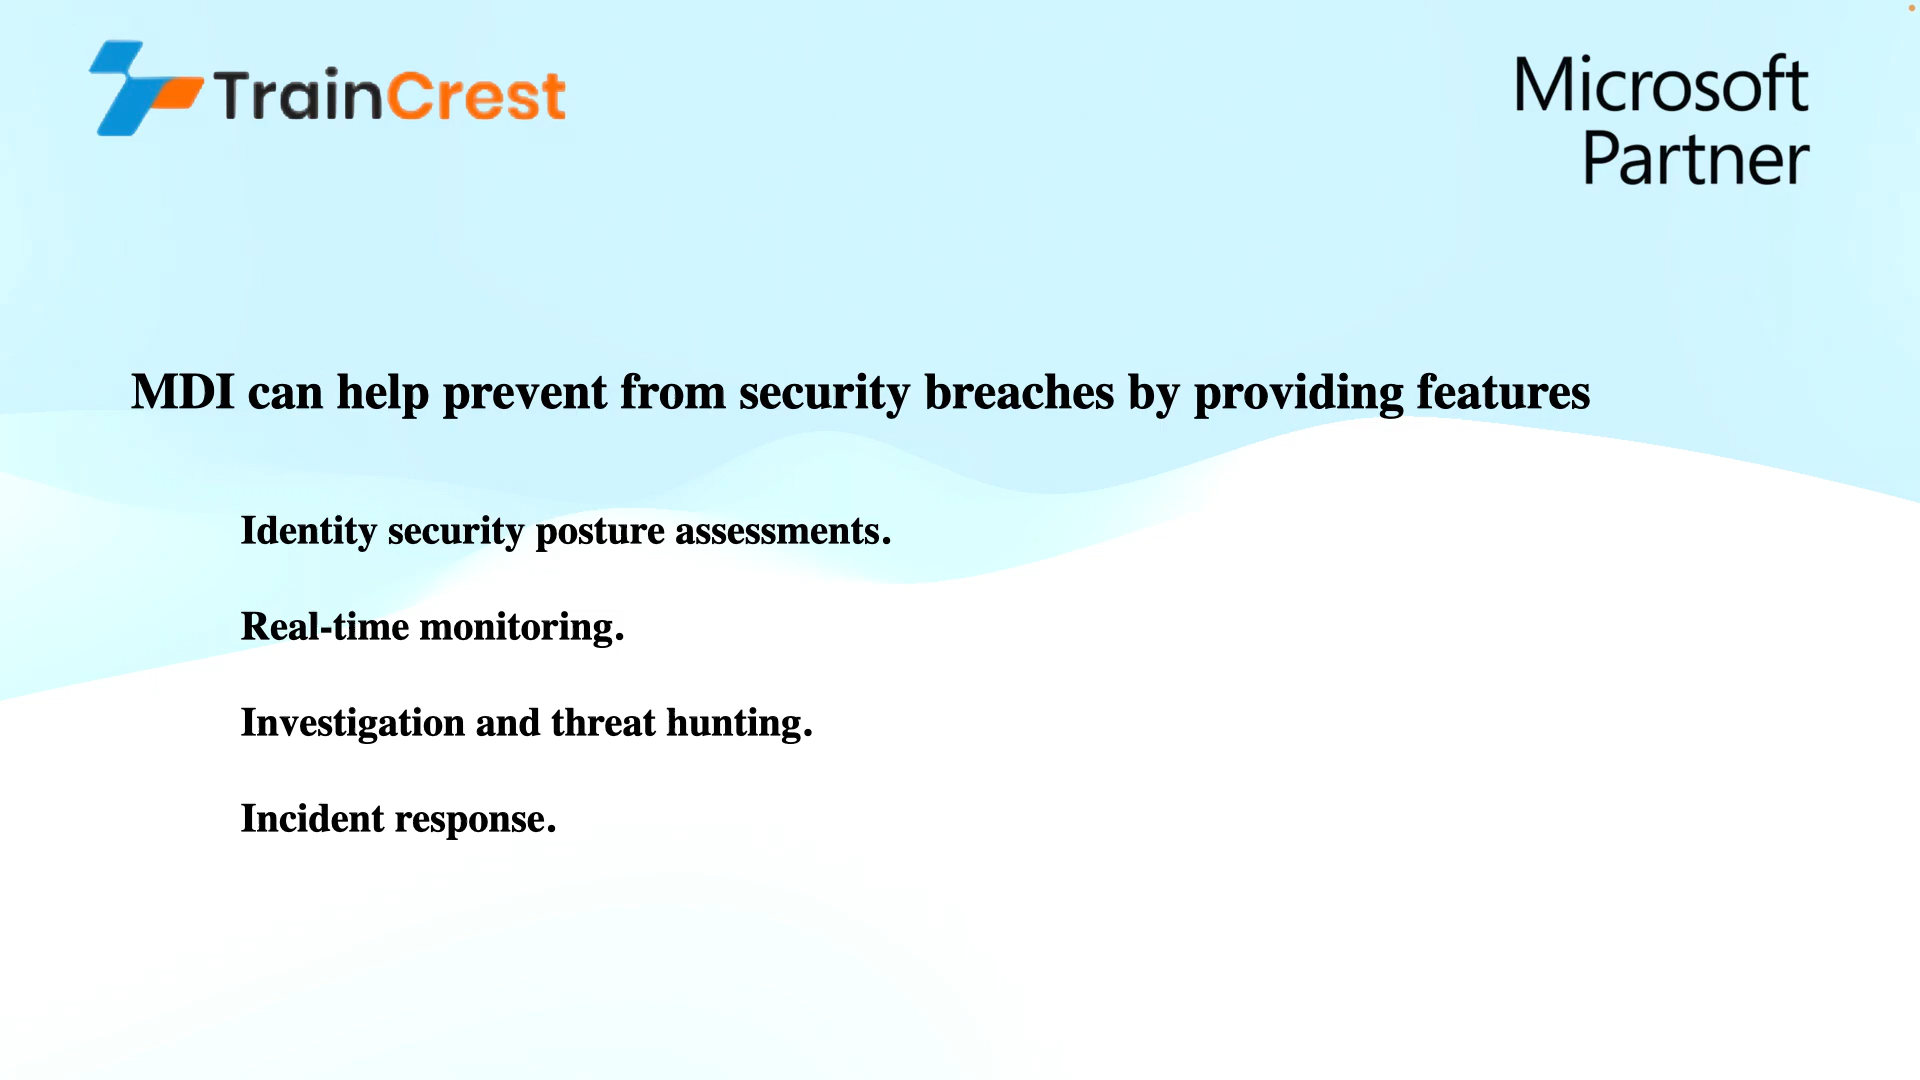 TrainCrest
Microsoft
Partner
MDI can help prevent from security breaches by providing features
Identity security posture assessments.
Real-time monitoring.
Investigation and threat hunting.
Incident response.